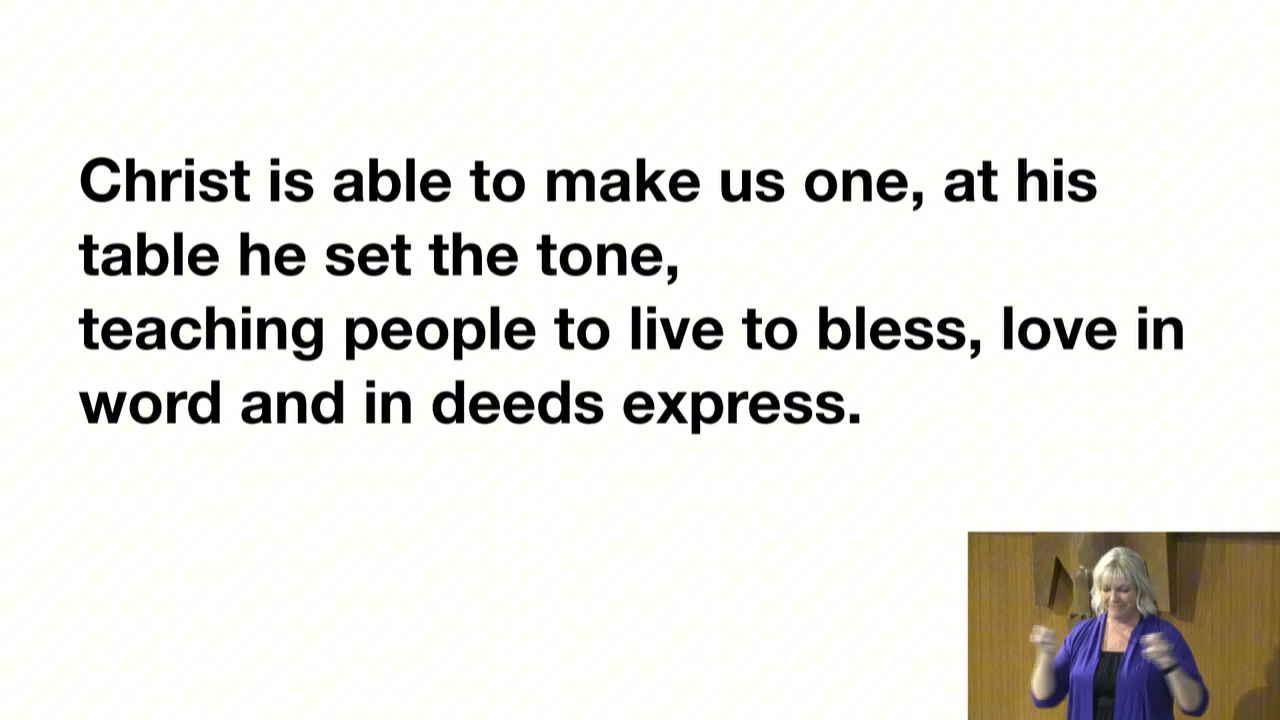 Christ is able to make us one, at his
table he set the tone,
teaching people to live to bless, love in
word and in deeds express.